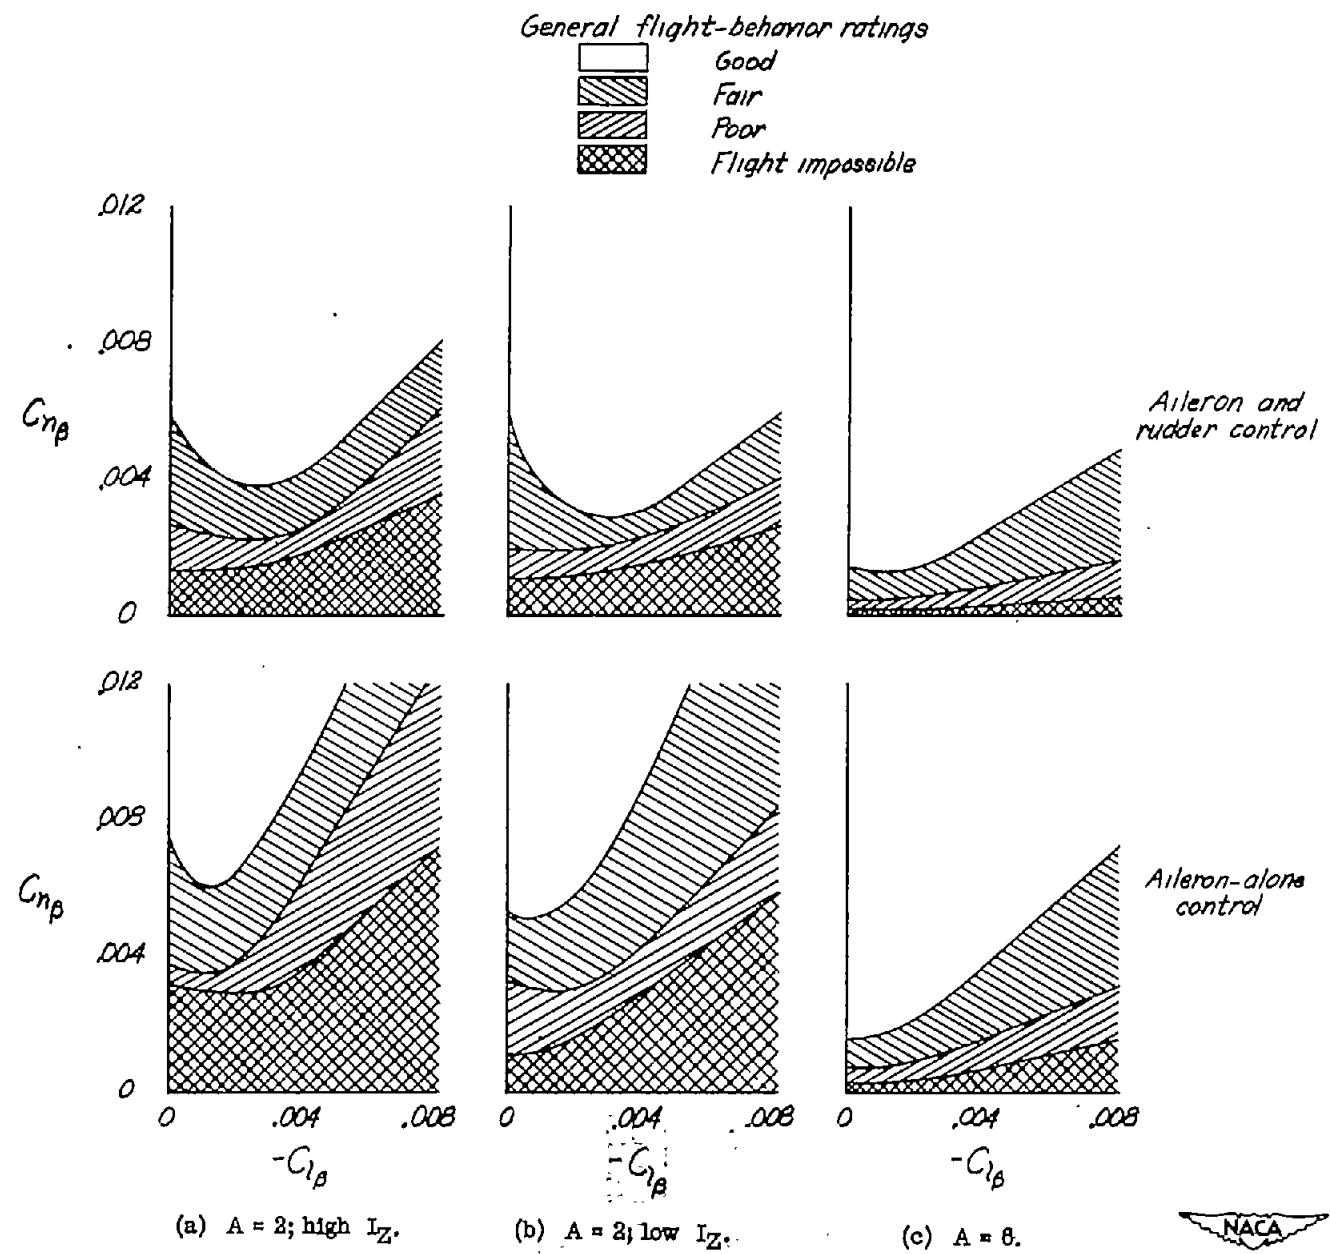 General flight-behavior ratings
Good
Fair
Poor
Flight impossible
.012
.008
Cnβ
.004
0
Aileron and
rudder control
.012
.008
Cnβ
.004
0
Aileron-alone
control
0 .004 .008 0 .004 .008 0 .004 .008
-Clβ -Clβ -Clβ
(a) A = 2; high IZ. (b) A = 2; low IZ. (c) A = 6.
NACA